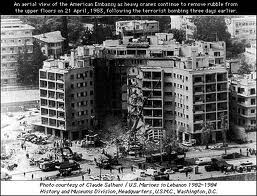 An aerial view of the American Embassy as heavy cranes continue to remove rubble from
the upper floors on 21 April, 1983, following the terrorist bombing three days earlier.
Photo courtesy of Claude Salhani / U.S. Marines in Lebanon 1982-1984
History and Museums Division, Headquarters, U.S.M.C., Washington, D.C.